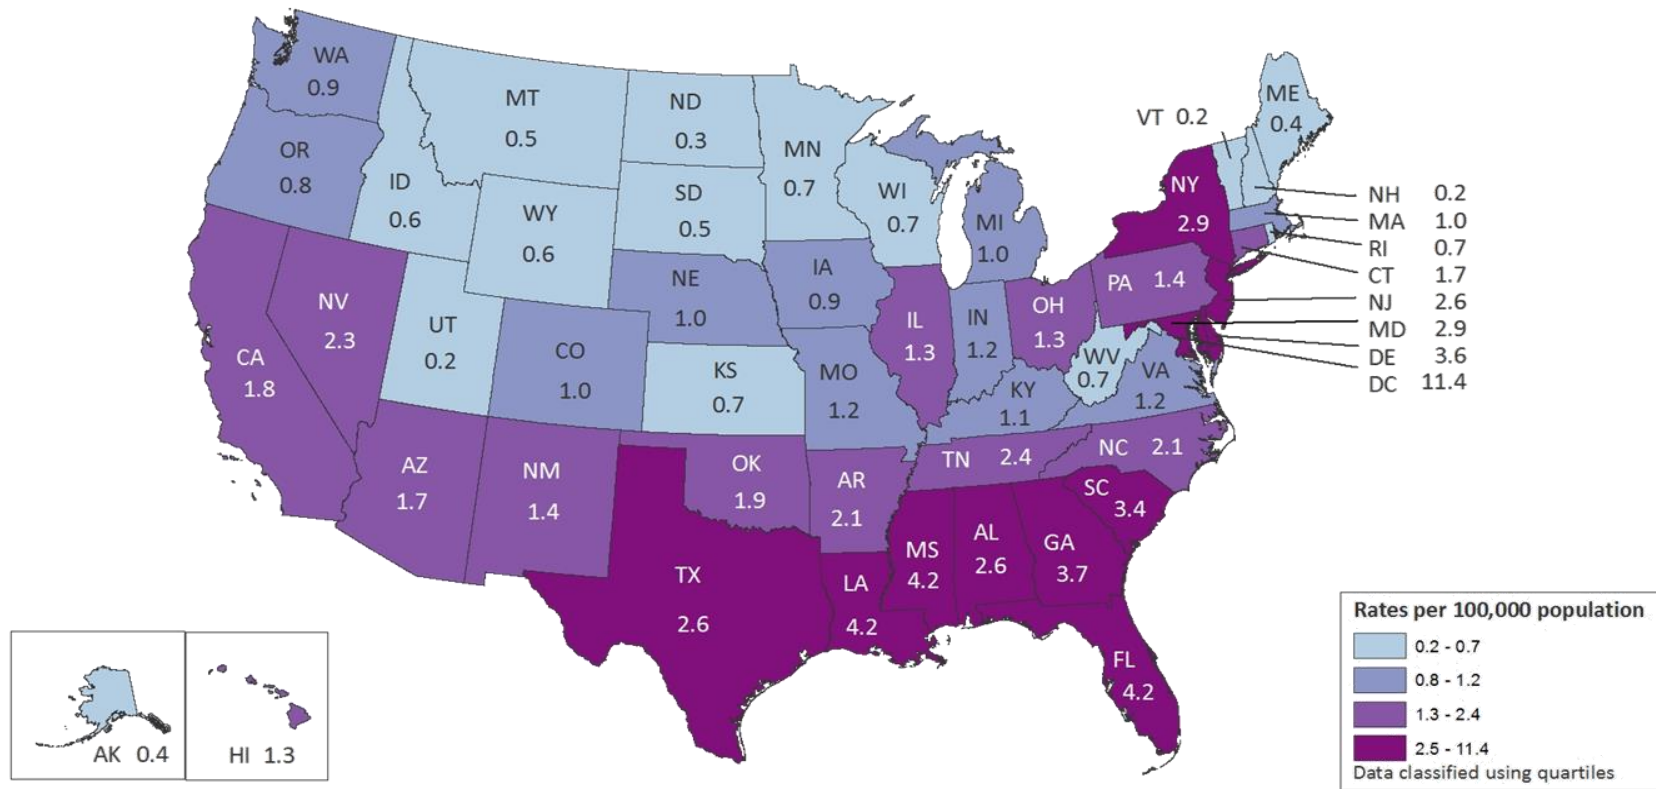 WA
0.9
MT
0.5
ND
0.3
MN
0.7
ME
0.4
VT 0.2
OR
0.8
ID
0.6
WY
0.6
SD
0.5
WI
0.7
MI
1.0
NY
2.9
NH 0.2
MA 1.0
RI 0.7
CT 1.7
NJ 2.6
MD 2.9
DE 3.6
DC 11.4
NV
2.3
UT
0.2
CO
1.0
NE
1.0
IA
0.9
IL
1.3
IN
1.2
OH
1.3
PA 1.4
CA
1.8
KS
0.7
MO
1.2
KY
1.1
WV
0.7
VA
1.2
AZ
1.7
NM
1.4
OK
1.9
AR
2.1
TN 2.4
NC 2.1
SC
3.4
TX
2.6
LA
4.2
MS
4.2
AL
2.6
GA
3.7
FL
4.2
AK 0.4
HI 1.3
Rates per 100,000 population
0.2 - 0.7
0.8 - 1.2
1.3 - 2.4
2.5 - 11.4
Data classified using quartiles